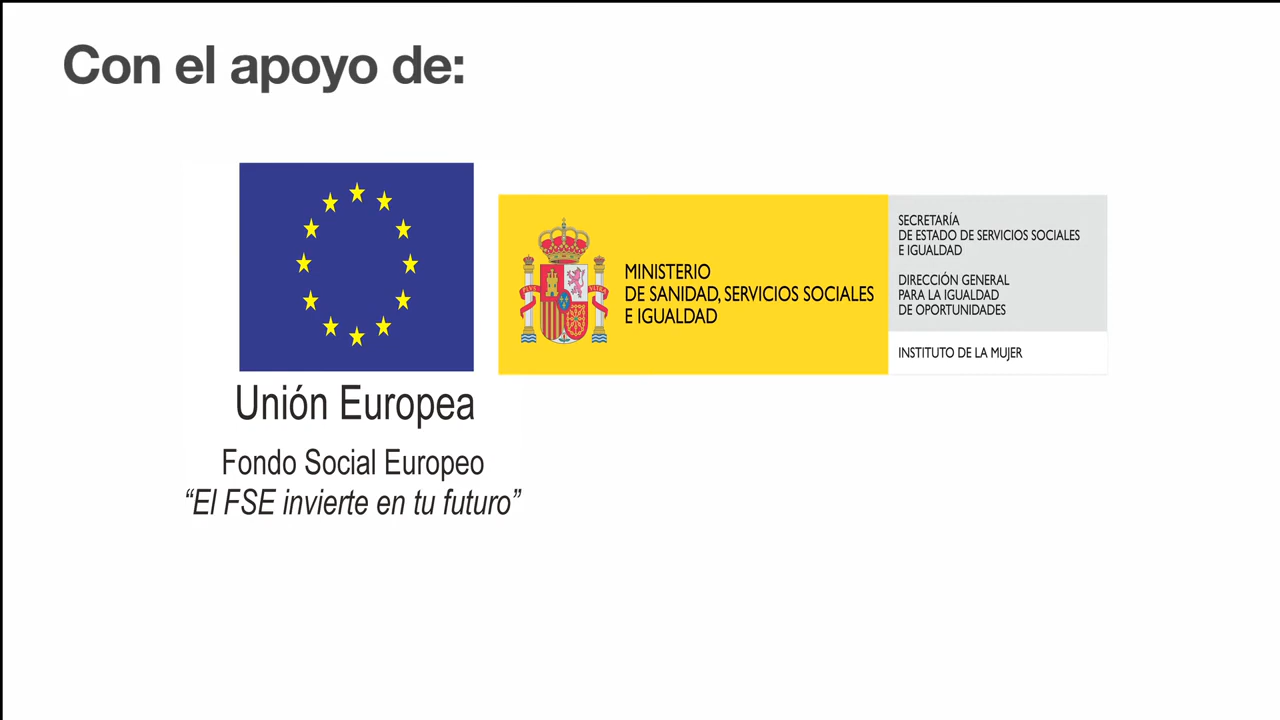 Con el apoyo de:
Unión Europea
Fondo Social Europeo
“El FSE invierte en tu futuro”
PLVS VLTRA
MINISTERIO
DE SANIDAD, SERVICIOS SOCIALES
E IGUALDAD
SECRETARÍA
DE ESTADO DE SERVICIOS SOCIALES
E IGUALDAD
DIRECCIÓN GENERAL
PARA LA IGUALDAD
DE OPORTUNIDADES
INSTITUTO DE LA MUJER